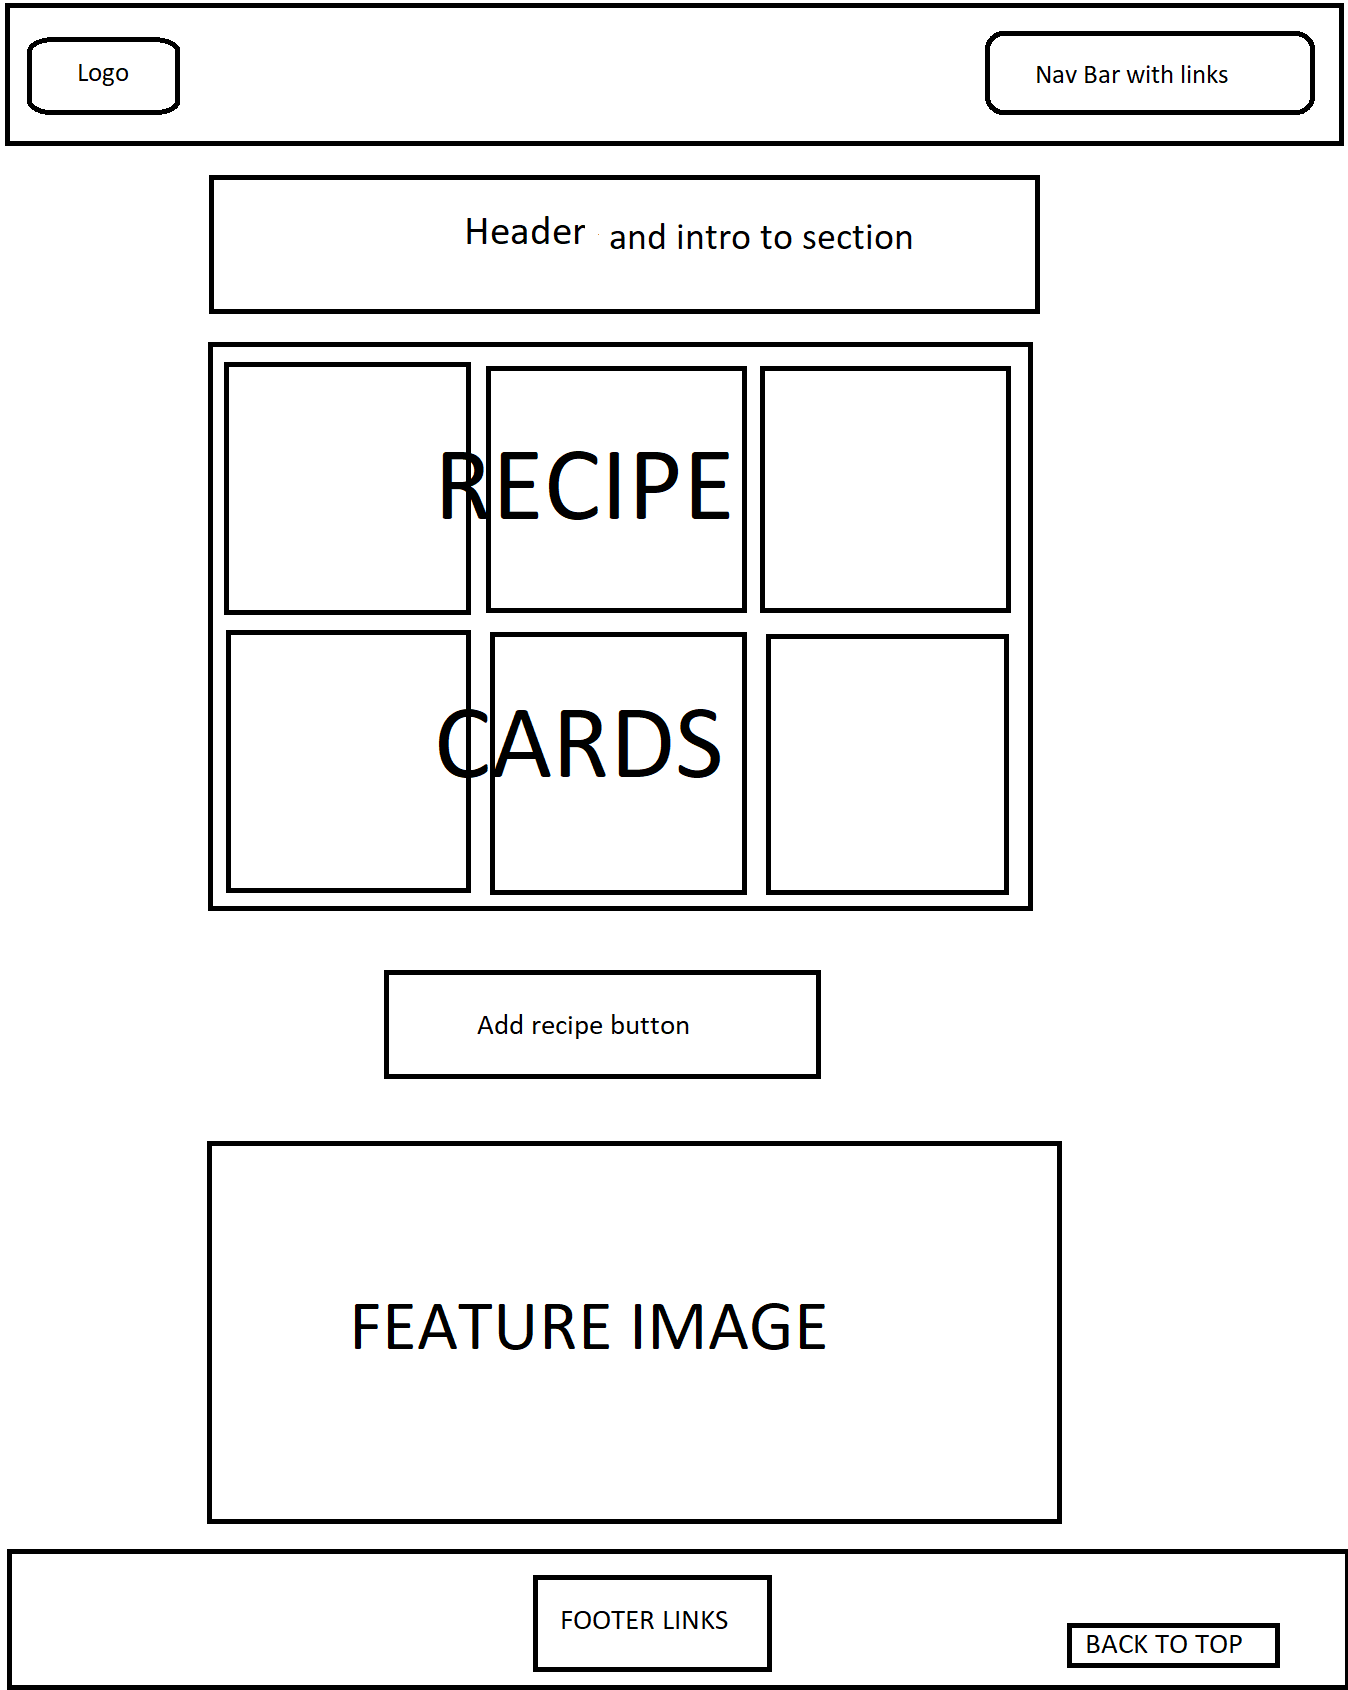 Logo
Nav Bar with links
Header and intro to section
RECIPE
CARDS
Add recipe button
FEATURE IMAGE
FOOTER LINKS
BACK TO TOP